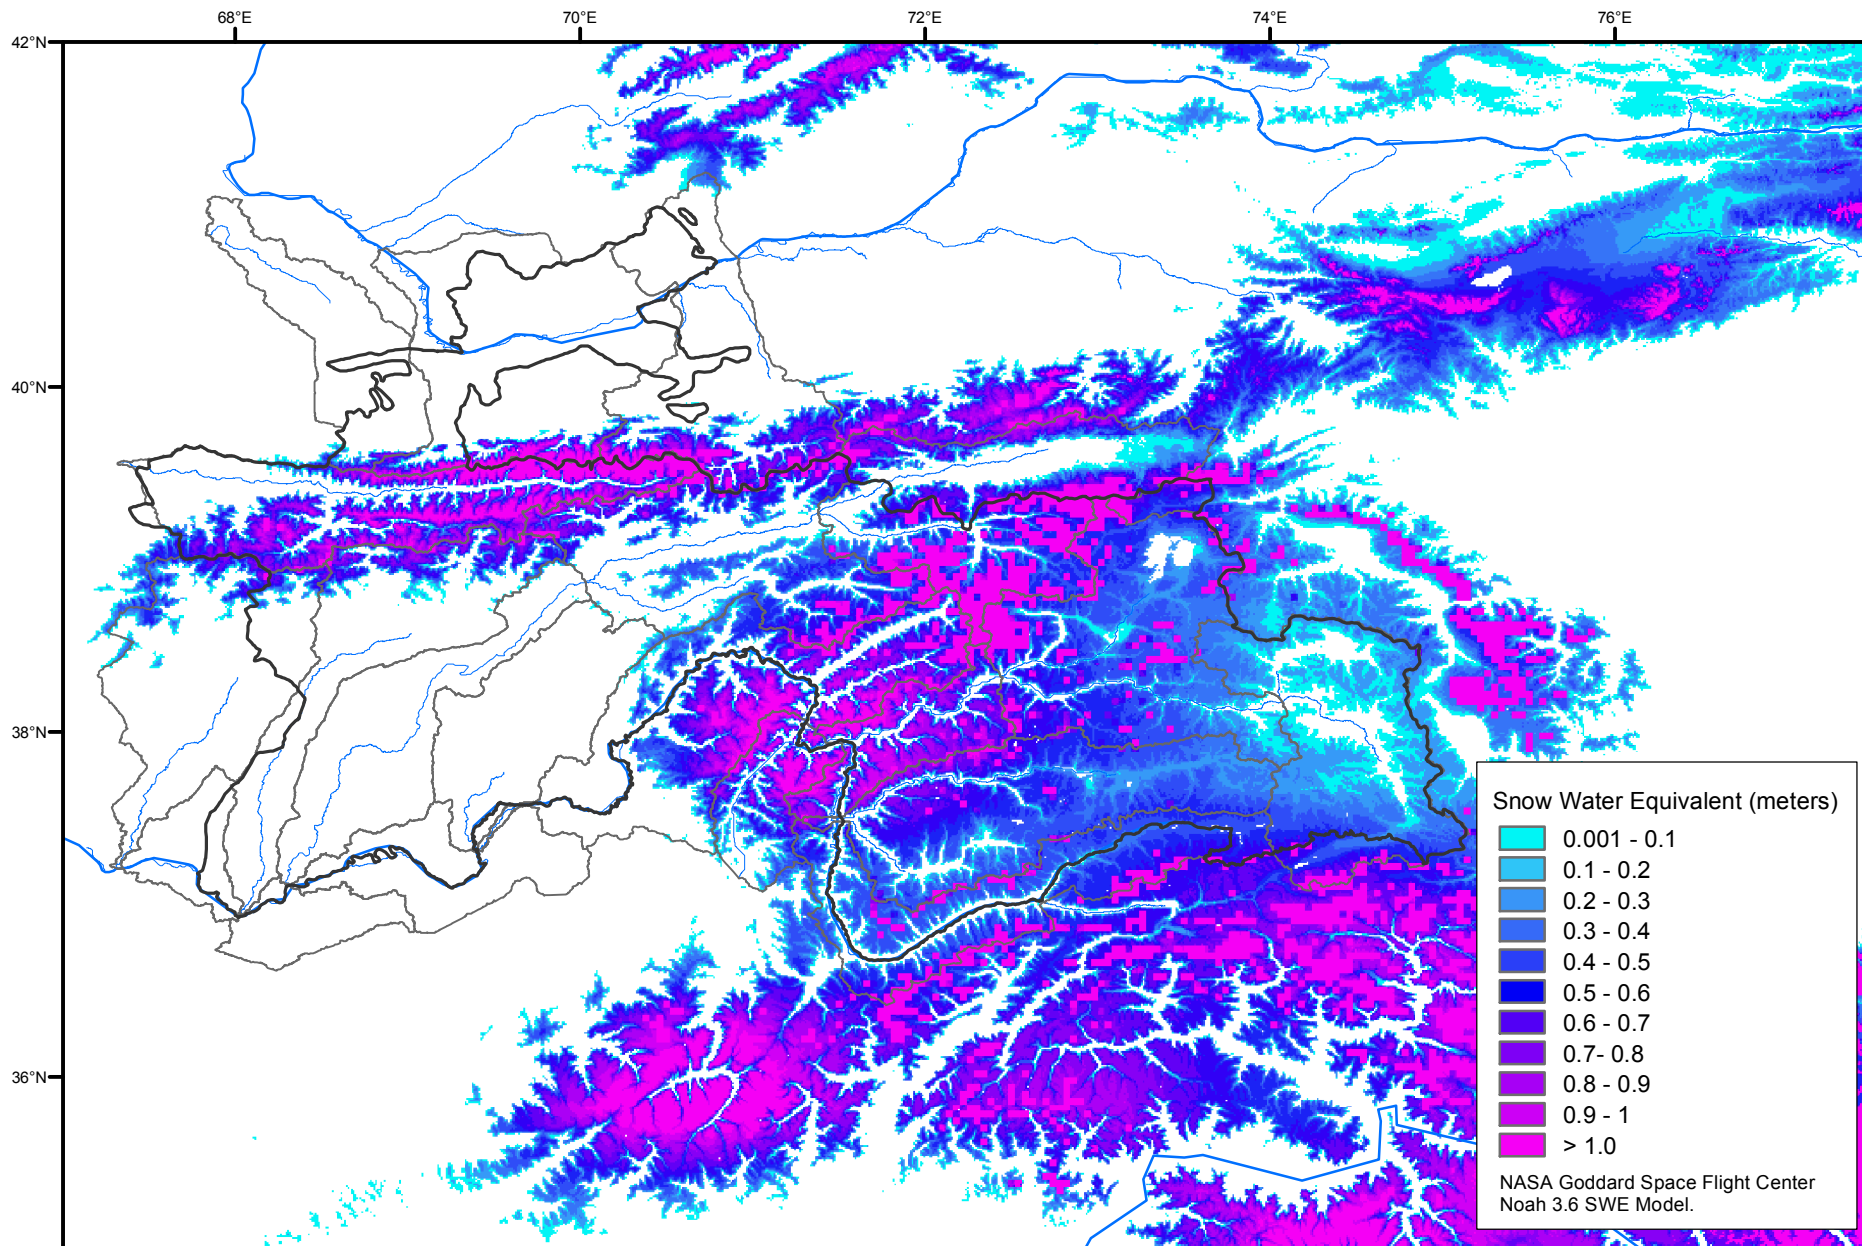 68°E 70°E 72°E 74°E 76°E
42°N
40°N
38°N
36°N
Snow Water Equivalent (meters)
0.001 - 0.1
0.1 - 0.2
0.2 - 0.3
0.3 - 0.4
0.4 - 0.5
0.5 - 0.6
0.6 - 0.7
0.7- 0.8
0.8 - 0.9
0.9 - 1
> 1.0
NASA Goddard Space Flight Center
Noah 3.6 SWE Model.